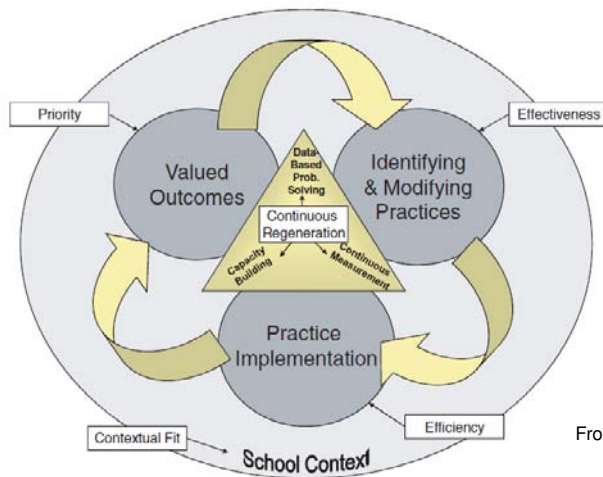 Priority
Effectiveness
Valued
Outcomes
Identifying
& Modifying
Practices
Data-
Based
Prob.
Solving
Continuous
Regeneration
Capacity
Building
Continuous
Measurement
Practice
Implementation
Contextual Fit
Efficiency
School Context
Fro